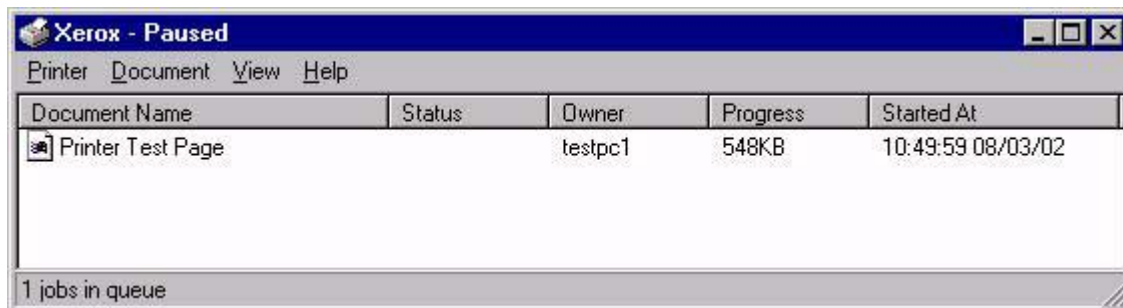 Xerox - Paused
Printer Document View Help
Document Name Status Owner Progress Started At
Printer Test Page testpc1 548KB 10:49:59 08/03/02
1 jobs in queue